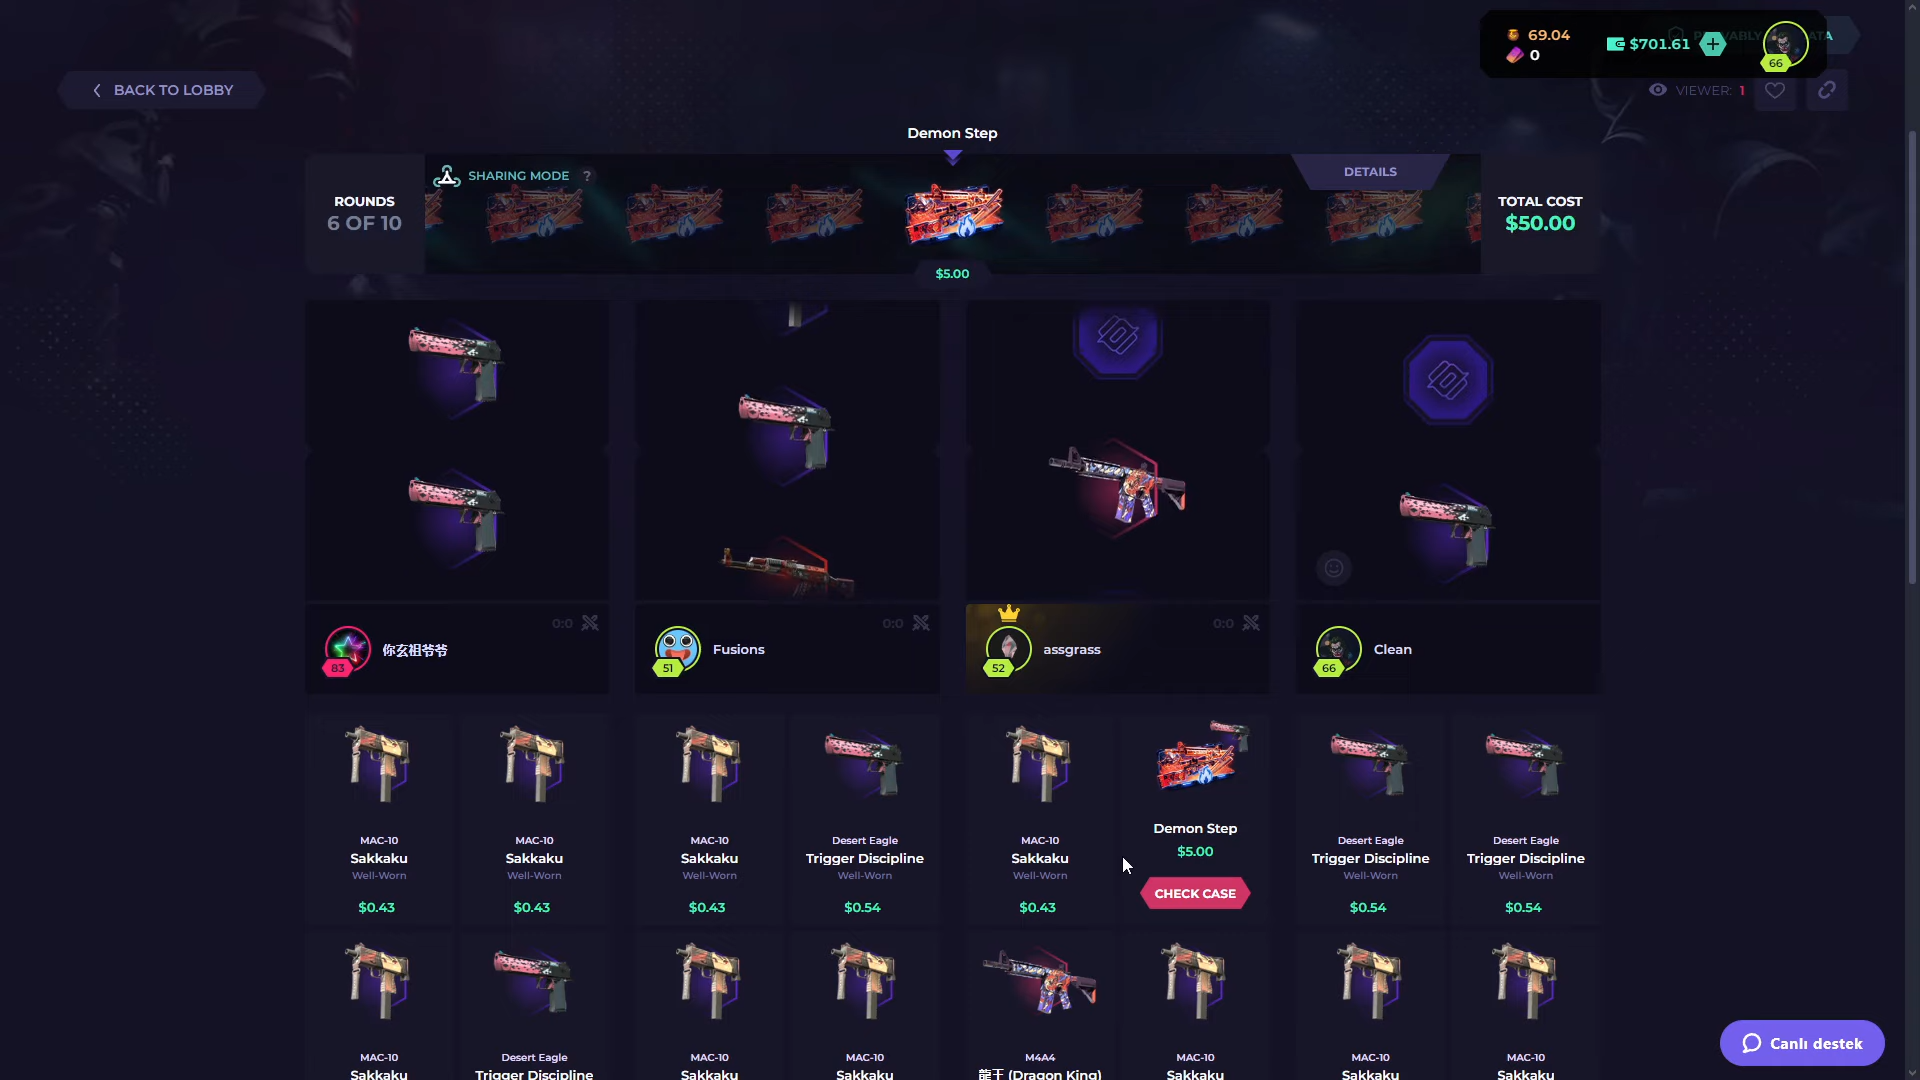 69.04
0
$701.61
66
BACK TO LOBBY
VIEWER: 1
Demon Step
SHARING MODE ?
DETAILS
ROUNDS
6 OF 10
TOTAL COST
$50.00
$5.00
83
你玄祖爷爷
0:0
51
Fusions
0:0
52
assgrass
0:0
66
Clean
MAC-10
Sakkaku
Well-Worn
$0.43
MAC-10
Sakkaku
Well-Worn
$0.43
MAC-10
Sakkaku
Well-Worn
$0.43
Desert Eagle
Trigger Discipline
Well-Worn
$0.54
MAC-10
Sakkaku
Well-Worn
$0.43
Demon Step
$5.00
CHECK CASE
Desert Eagle
Trigger Discipline
Well-Worn
$0.54
Desert Eagle
Trigger Discipline
Well-Worn
$0.54
MAC-10
Sakkaku
Desert Eagle
Trigger Discipline
MAC-10
Sakkaku
MAC-10
Sakkaku
M4A4
龍王 (Dragon King)
MAC-10
Sakkaku
MAC-10
Sakkaku
MAC-10
Sakkaku
Canlı destek